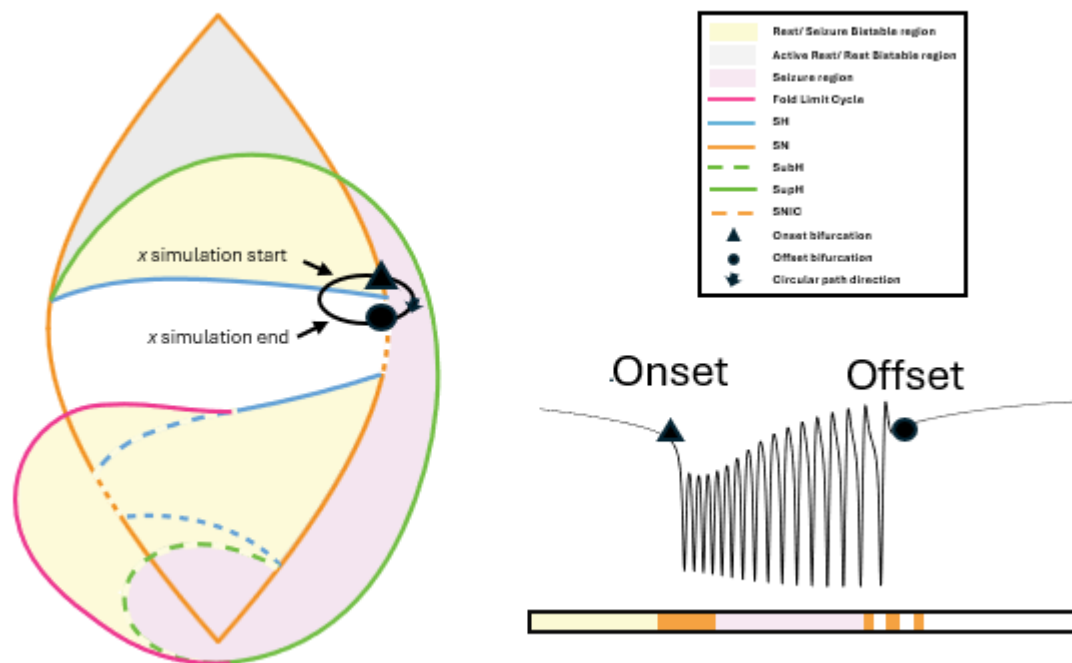 x simulation start
x simulation end
Rest/ Seizure Bistable region
Active Rest/ Rest Bistable region
Seizure region
Fold Limit Cycle
SH
SN
SubH
SupH
SNIC
Onset bifurcation
Offset bifurcation
Circular path direction
Onset
Offset